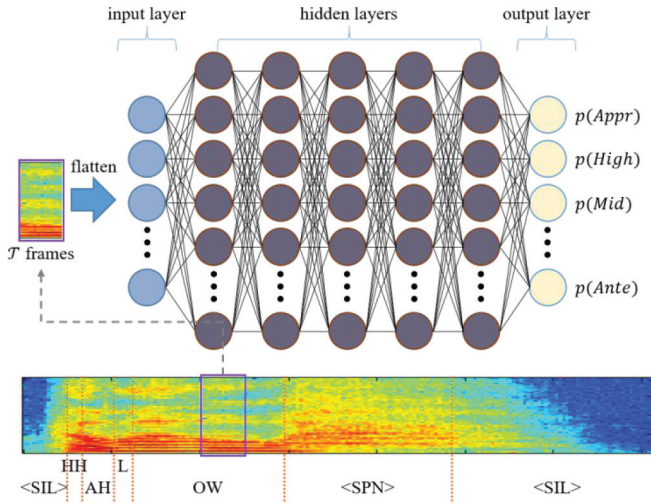 input layer
hidden layers
output layer
p(Appr)
p(High)
flatten
p(Mid)
𝒯 frames
p(Ante)
HH
L
<SIL>
AH
OW
<SPN>
<SIL>